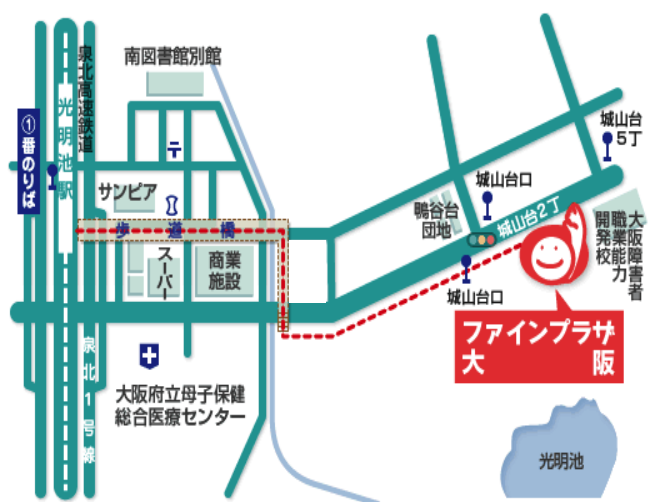 南図書館別館
泉北高速鉄道
光明池駅
①番のりば
サンピア
歩道橋
スーパー
商業
施設
泉北1号線
大阪府立母子保健
総合医療センター
城山台
5丁
城山台口
鴨谷台
団地
城山台2丁
城山台口
大阪障害者
職業能力
開発校
ファインプラザ
大阪
光明池